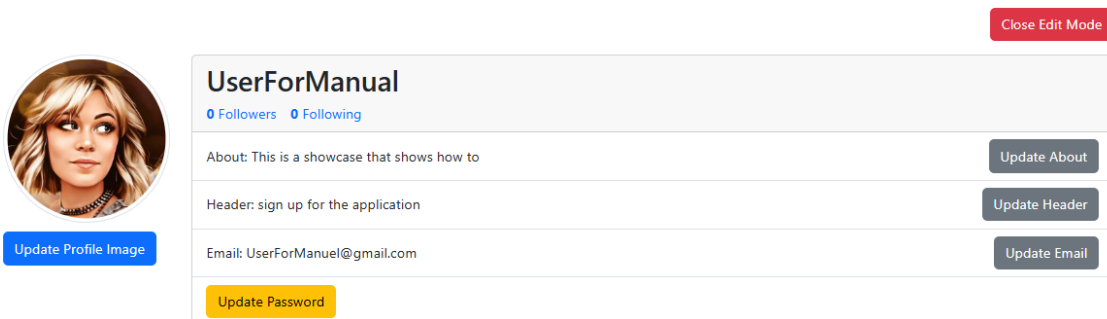 Close Edit Mode
UserForManual
0 Followers 0 Following
About: This is a showcase that shows how to
Update About
Header: sign up for the application
Update Header
Update Profile Image
Email: UserForManuel@gmail.com
Update Email
Update Password